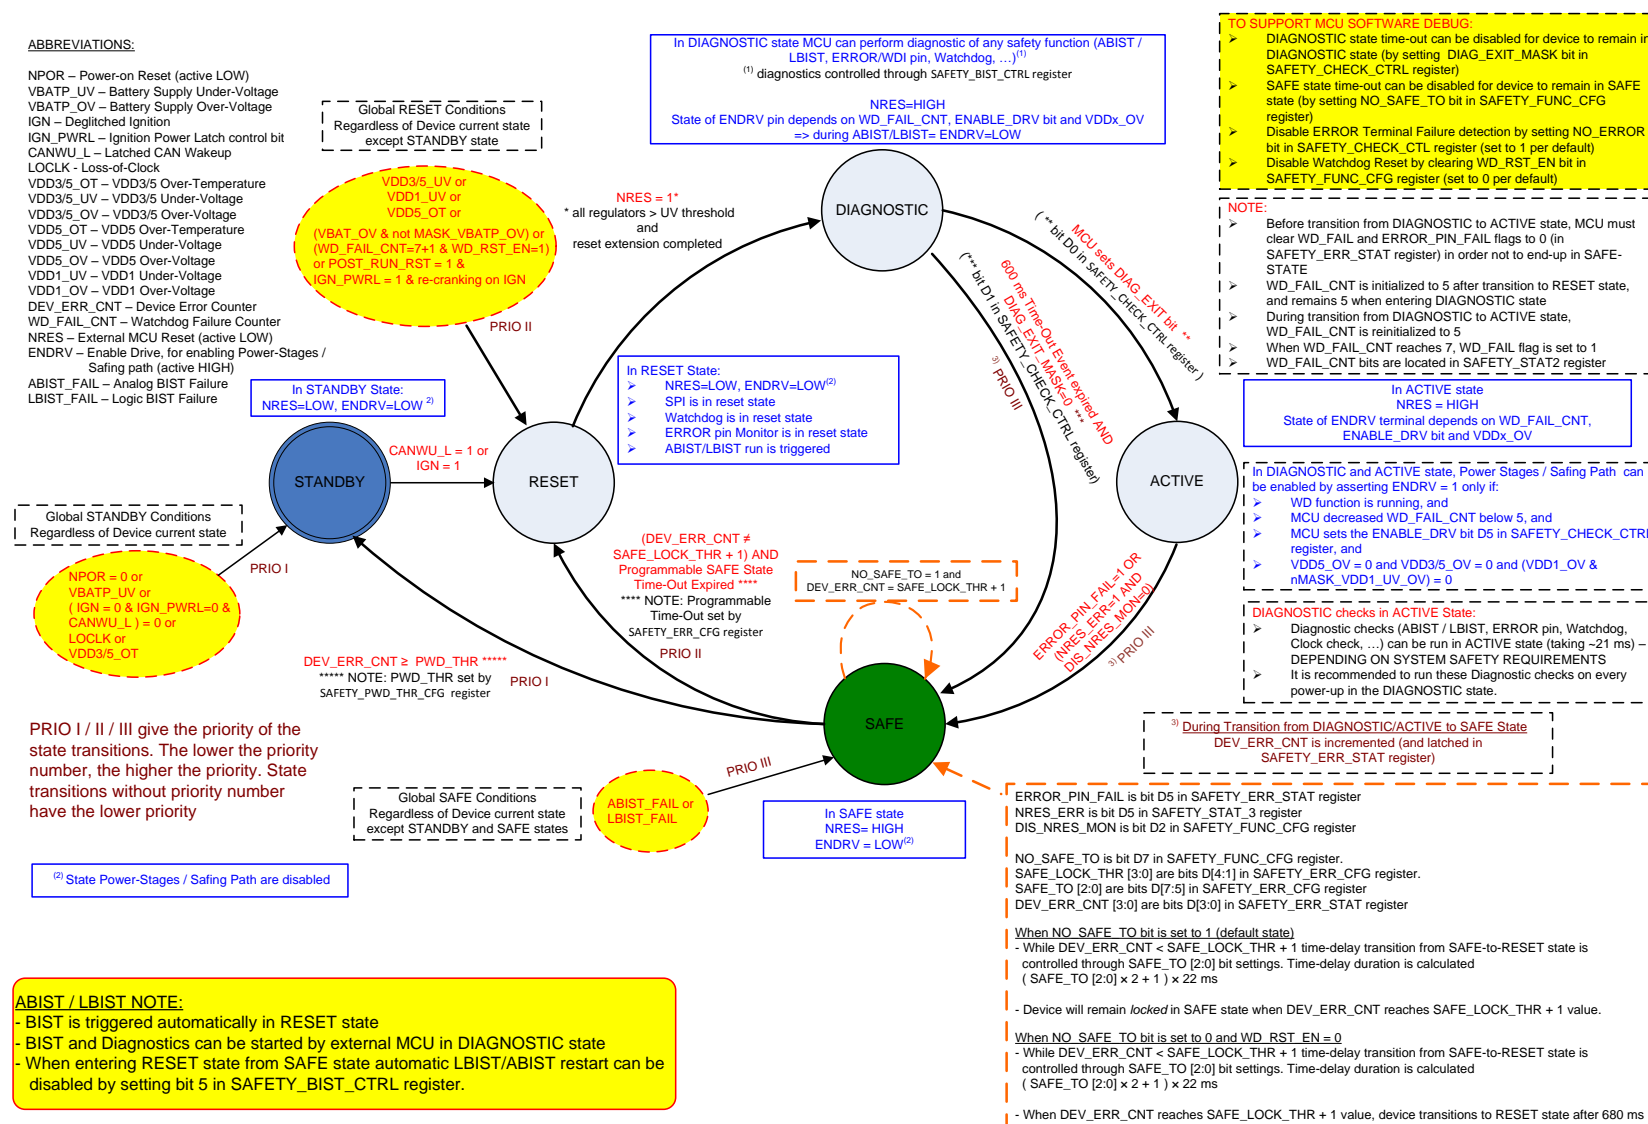 ABBREVIATIONS:
NPOR – Power-on Reset (active LOW)
VBATP_UV – Battery Supply Under-Voltage
VBATP_OV – Battery Supply Over-Voltage
IGN – Deglitched Ignition
IGN_PWRL – Ignition Power Latch control bit
CANWU_L – Latched CAN Wakeup
LOCLK - Loss-of-Clock
VDD3/5_OT – VDD3/5 Over-Temperature
VDD3/5_UV – VDD3/5 Under-Voltage
VDD3/5_OV – VDD3/5 Over-Voltage
VDD5_OT – VDD5 Over-Temperature
VDD5_UV – VDD5 Under-Voltage
VDD5_OV – VDD5 Over-Voltage
VDD1_UV – VDD1 Under-Voltage
VDD1_OV – VDD1 Over-Voltage
DEV_ERR_CNT – Device Error Counter
WD_FAIL_CNT – Watchdog Failure Counter
NRES – External MCU Reset (active LOW)
ENDRV – Enable Drive, for enabling Power-Stages /
Safing path (active HIGH)
ABIST_FAIL – Analog BIST Failure
LBIST_FAIL – Logic BIST Failure
Global RESET Conditions
Regardless of Device current state
except STANDBY state
VDD3/5_UV or
VDD1_UV or
VDD5_OT or
(VBAT_OV & not MASK_VBATP_OV) or
(WD_FAIL_CNT=7+1 & WD_RST_EN=1)
or POST_RUN_RST = 1 &
IGN_PWRL = 1 & re-cranking on IGN
PRIO II
NRES = 1*
* all regulators > UV threshold
and
reset extension completed
In DIAGNOSTIC state MCU can perform diagnostic of any safety function (ABIST /
LBIST, ERROR/WDI pin, Watchdog, …)(1)
(1) diagnostics controlled through SAFETY_BIST_CTRL register
NRES=HIGH
State of ENDRV pin depends on WD_FAIL_CNT, ENABLE_DRV bit and VDDx_OV
=> during ABIST/LBIST= ENDRV=LOW
DIAGNOSTIC
MCU sets DIAG_EXIT bit **
( ** bit D0 in SAFETY_CHECK_CTRL register )
600 ms Time-Out Event expired AND
DIAG_EXIT_MASK=0 ***
(*** bit D1 in SAFETY_CHECK_CTRL register)
3) PRIO III
TO SUPPORT MCU SOFTWARE DEBUG:
➢ DIAGNOSTIC state time-out can be disabled for device to remain in
DIAGNOSTIC state (by setting DIAG_EXIT_MASK bit in
SAFETY_CHECK_CTRL register)
➢ SAFE state time-out can be disabled for device to remain in SAFE
state (by setting NO_SAFE_TO bit in SAFETY_FUNC_CFG
register)
➢ Disable ERROR Terminal Failure detection by setting NO_ERROR
bit in SAFETY_CHECK_CTL register (set to 1 per default)
➢ Disable Watchdog Reset by clearing WD_RST_EN bit in
SAFETY_FUNC_CFG register (set to 0 per default)
NOTE:
➢ Before transition from DIAGNOSTIC to ACTIVE state, MCU must
clear WD_FAIL and ERROR_PIN_FAIL flags to 0 (in
SAFETY_ERR_STAT register) in order not to end-up in SAFE-
STATE
➢ WD_FAIL_CNT is initialized to 5 after transition to RESET state,
and remains 5 when entering DIAGNOSTIC state
➢ During transition from DIAGNOSTIC to ACTIVE state,
WD_FAIL_CNT is reinitialized to 5
➢ When WD_FAIL_CNT reaches 7, WD_FAIL flag is set to 1
➢ WD_FAIL_CNT bits are located in SAFETY_STAT2 register
In ACTIVE state
NRES = HIGH
State of ENDRV terminal depends on WD_FAIL_CNT,
ENABLE_DRV bit and VDDx_OV
In DIAGNOSTIC and ACTIVE state, Power Stages / Safing Path can
be enabled by asserting ENDRV = 1 only if:
➢ WD function is running, and
➢ MCU decreased WD_FAIL_CNT below 5, and
➢ MCU sets the ENABLE_DRV bit D5 in SAFETY_CHECK_CTRL
register, and
➢ VDD5_OV = 0 and VDD3/5_OV = 0 and (VDD1_OV &
nMASK_VDD1_UV_OV) = 0
DIAGNOSTIC checks in ACTIVE State:
➢ Diagnostic checks (ABIST / LBIST, ERROR pin, Watchdog,
Clock check, …) can be run in ACTIVE state (taking ~21 ms) –
DEPENDING ON SYSTEM SAFETY REQUIREMENTS
➢ It is recommended to run these Diagnostic checks on every
power-up in the DIAGNOSTIC state.
3) During Transition from DIAGNOSTIC/ACTIVE to SAFE State
DEV_ERR_CNT is incremented (and latched in
SAFETY_ERR_STAT register)
In RESET State:
➢ NRES=LOW, ENDRV=LOW(2)
➢ SPI is in reset state
➢ Watchdog is in reset state
➢ ERROR pin Monitor is in reset state
➢ ABIST/LBIST run is triggered
In STANDBY State:
NRES=LOW, ENDRV=LOW 2)
STANDBY
CANWU_L = 1 or
IGN = 1
RESET
ACTIVE
Global STANDBY Conditions
Regardless of Device current state
NPOR = 0 or
VBATP_UV or
( IGN = 0 & IGN_PWRL=0 &
CANWU_L ) = 0 or
LOCLK or
VDD3/5_OT
PRIO I
(DEV_ERR_CNT ≠
SAFE_LOCK_THR + 1) AND
Programmable SAFE State
Time-Out Expired ****
**** NOTE: Programmable
Time-Out set by
SAFETY_ERR_CFG register
PRIO II
NO_SAFE_TO = 1 and
DEV_ERR_CNT = SAFE_LOCK_THR + 1
ERROR_PIN_FAIL=1 OR
(NRES_ERR=1 AND
DIS_NRES_MON=0)
3) PRIO III
DEV_ERR_CNT ≥ PWD_THR *****
***** NOTE: PWD_THR set by
SAFETY_PWD_THR_CFG register
PRIO I
SAFE
PRIO I / II / III give the priority of the
state transitions. The lower the priority
number, the higher the priority. State
transitions without priority number
have the lower priority
Global SAFE Conditions
Regardless of Device current state
except STANDBY and SAFE states
ABIST_FAIL or
LBIST_FAIL
PRIO III
In SAFE state
NRES= HIGH
ENDRV = LOW(2)
(2) State Power-Stages / Safing Path are disabled
ERROR_PIN_FAIL is bit D5 in SAFETY_ERR_STAT register
NRES_ERR is bit D5 in SAFETY_STAT_3 register
DIS_NRES_MON is bit D2 in SAFETY_FUNC_CFG register
NO_SAFE_TO is bit D7 in SAFETY_FUNC_CFG register.
SAFE_LOCK_THR [3:0] are bits D[4:1] in SAFETY_ERR_CFG register.
SAFE_TO [2:0] are bits D[7:5] in SAFETY_ERR_CFG register
DEV_ERR_CNT [3:0] are bits D[3:0] in SAFETY_ERR_STAT register
When NO_SAFE_TO bit is set to 1 (default state)
- While DEV_ERR_CNT < SAFE_LOCK_THR + 1 time-delay transition from SAFE-to-RESET state is
controlled through SAFE_TO [2:0] bit settings. Time-delay duration is calculated
( SAFE_TO [2:0] × 2 + 1 ) × 22 ms
- Device will remain locked in SAFE state when DEV_ERR_CNT reaches SAFE_LOCK_THR + 1 value.
When NO_SAFE_TO bit is set to 0 and WD_RST_EN = 0
- While DEV_ERR_CNT < SAFE_LOCK_THR + 1 time-delay transition from SAFE-to-RESET state is
controlled through SAFE_TO [2:0] bit settings. Time-delay duration is calculated
( SAFE_TO [2:0] × 2 + 1 ) × 22 ms
- When DEV_ERR_CNT reaches SAFE_LOCK_THR + 1 value, device transitions to RESET state after 680 ms
ABIST / LBIST NOTE:
- BIST is triggered automatically in RESET state
- BIST and Diagnostics can be started by external MCU in DIAGNOSTIC state
- When entering RESET state from SAFE state automatic LBIST/ABIST restart can be
disabled by setting bit 5 in SAFETY_BIST_CTRL register.